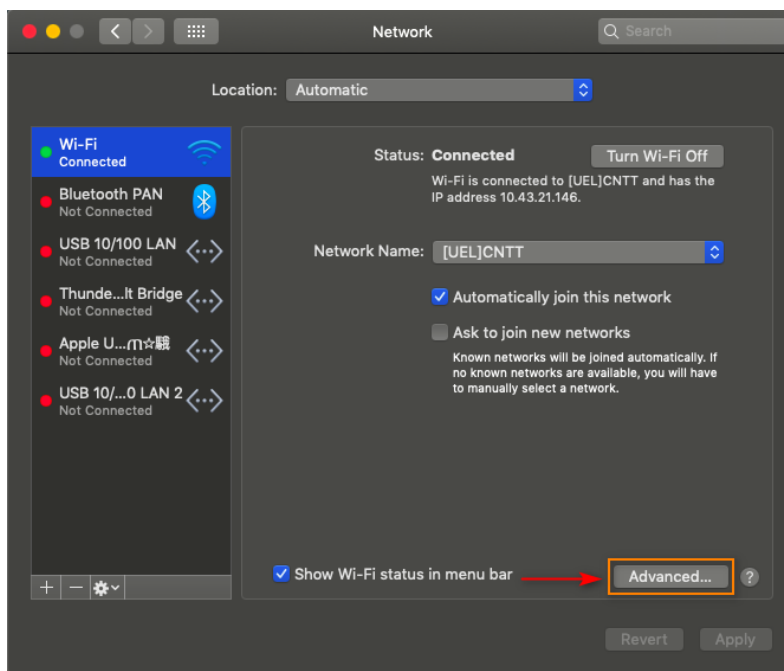 Network
Search
Location: Automatic
Wi-Fi
Connected
Bluetooth PAN
Not Connected
USB 10/100 LAN
Not Connected
Thunde...lt Bridge
Not Connected
Apple U...
Not Connected
USB 10/...0 LAN 2
Not Connected
Status: Connected
Turn Wi-Fi Off
Wi-Fi is connected to [UEL]CNTT and has the
IP address 10.43.21.146.
Network Name: [UEL]CNTT
Automatically join this network
Ask to join new networks
Known networks will be joined automatically. If
no known networks are available, you will have
to manually select a network.
Show Wi-Fi status in menu bar
Advanced...
?
Revert
Apply